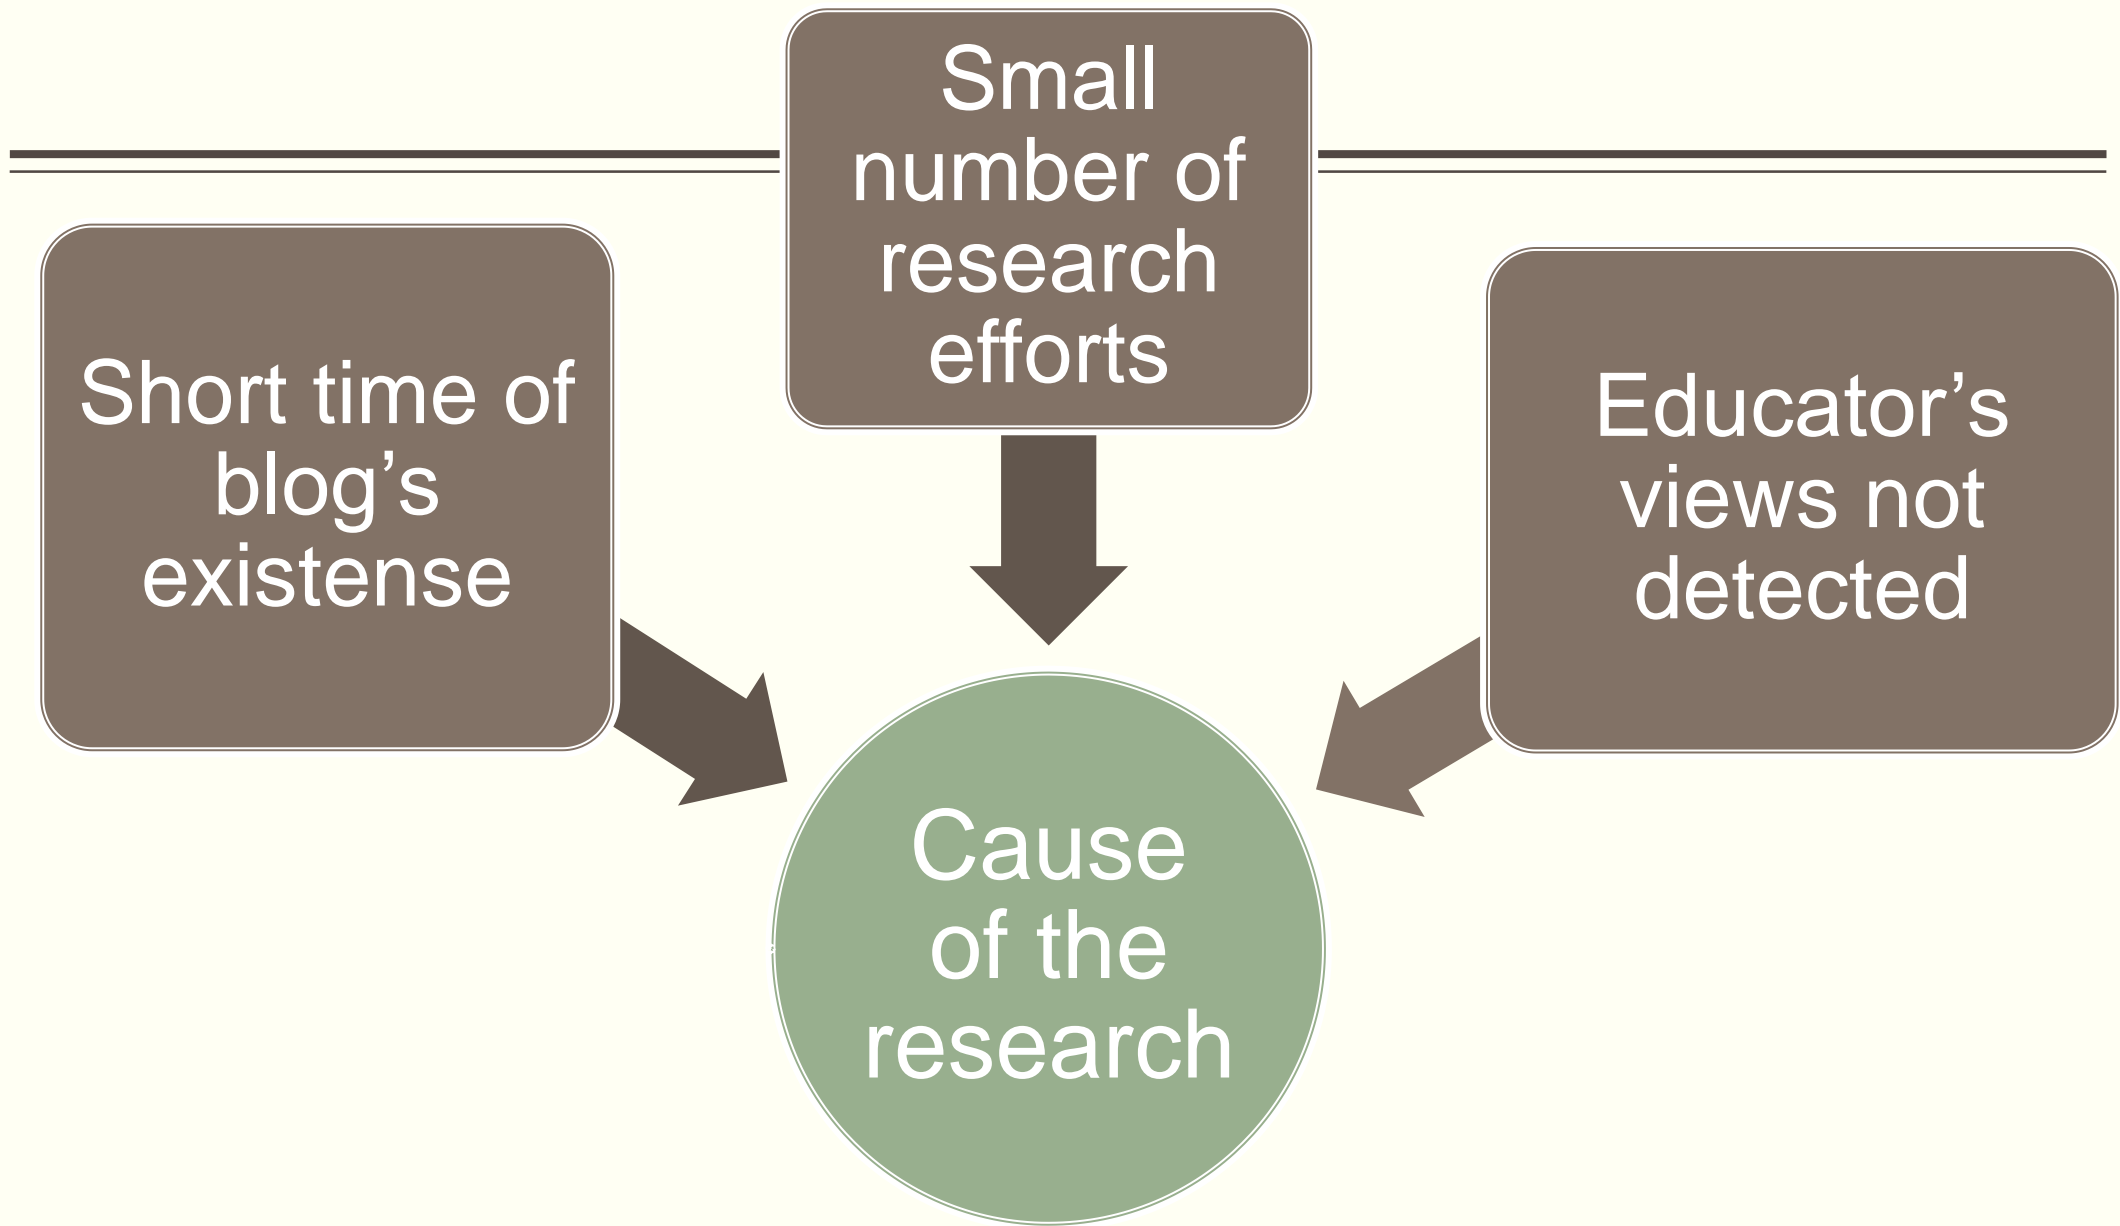 Small
number of
research
efforts
Short time of
blog’s
existense
Educator’s
views not
detected
Cause
of the
research